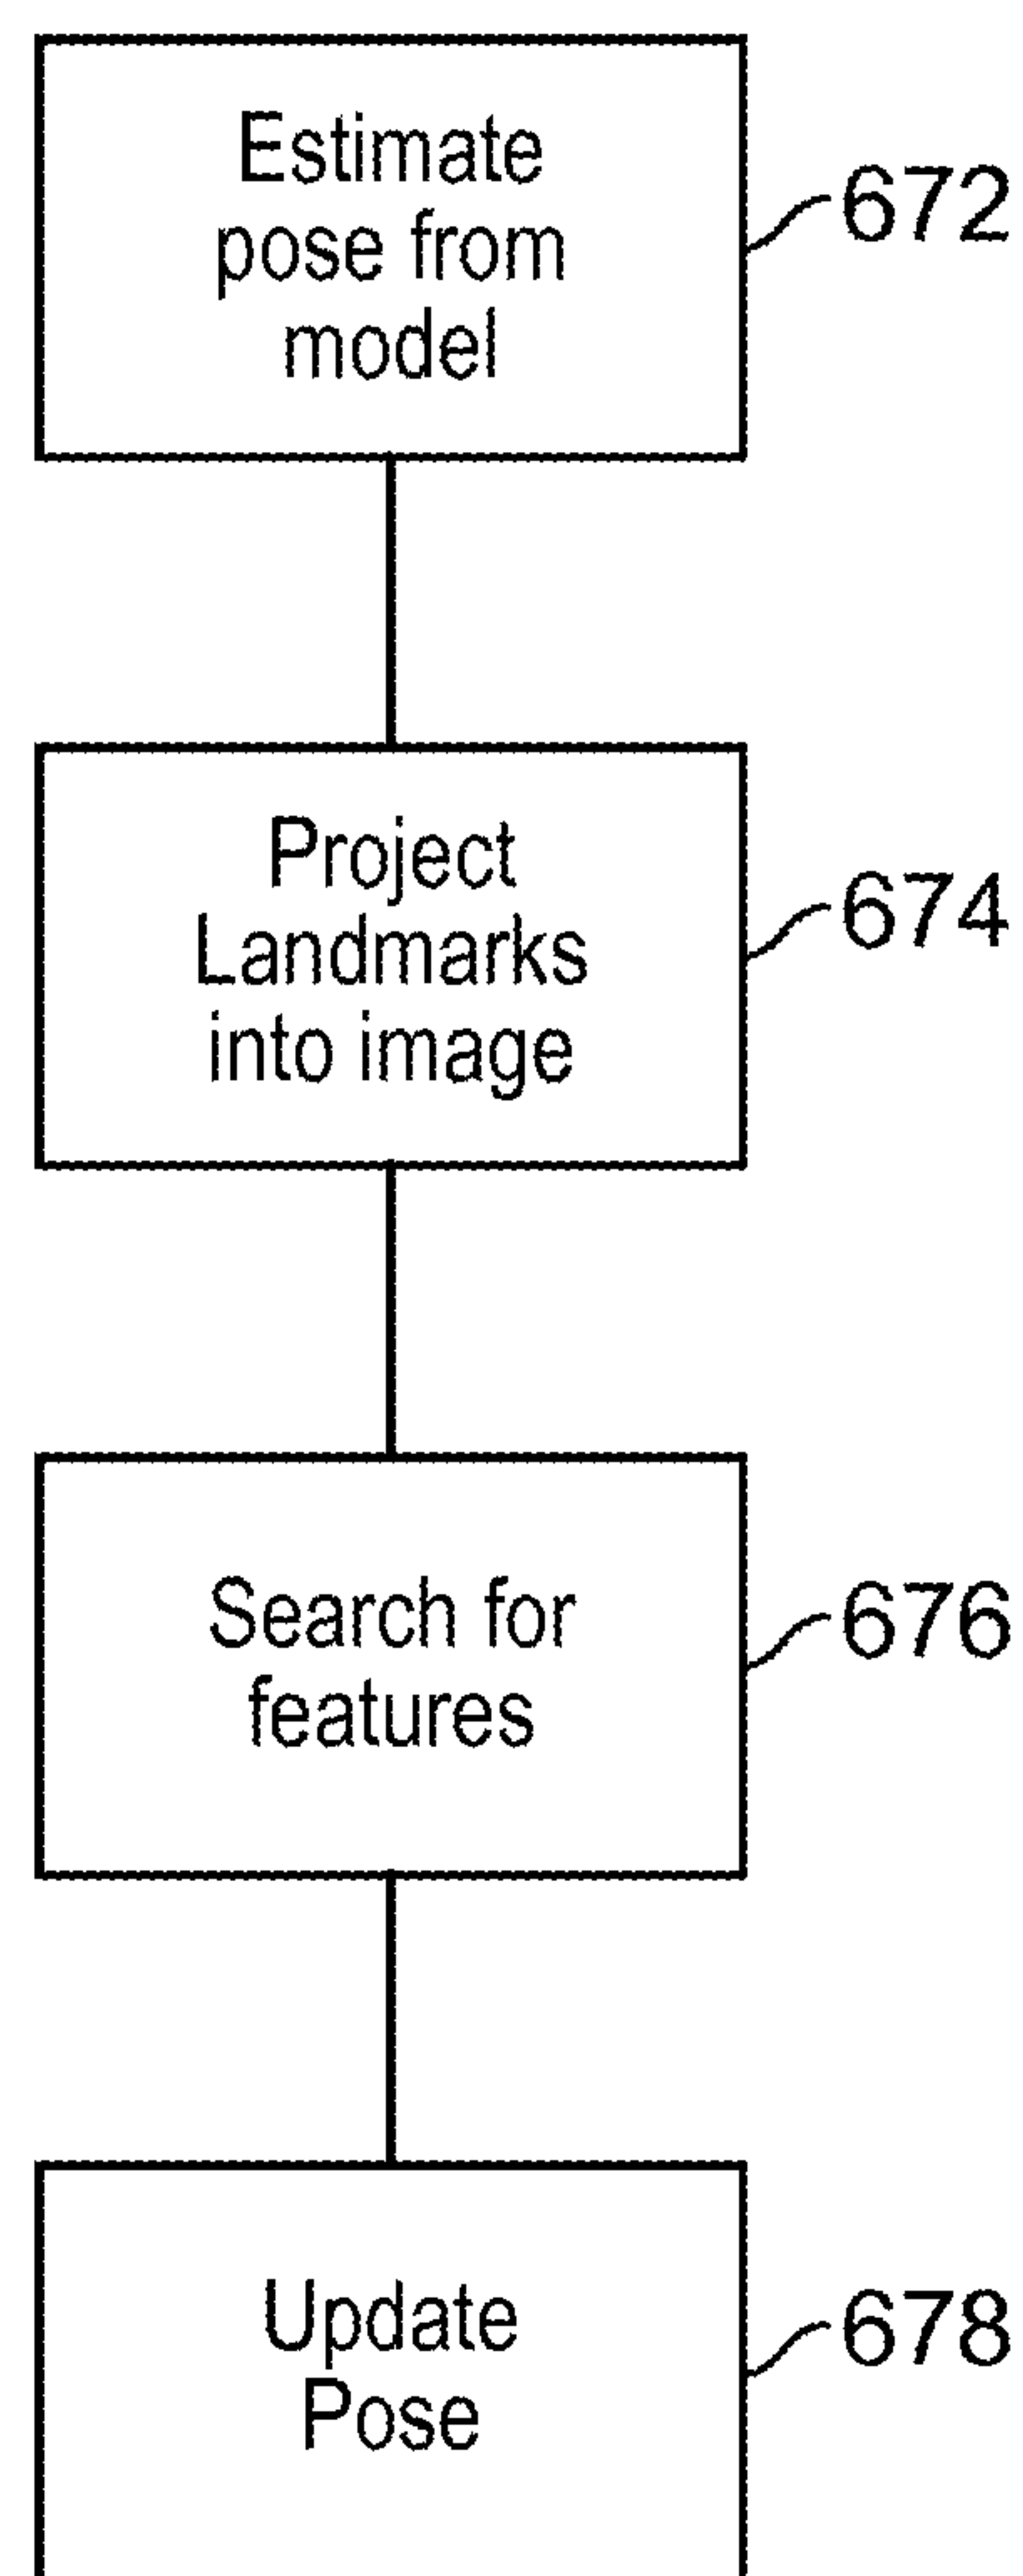 Estimate
pose from
model
672
Project
Landmarks
into image
674
Search for
features
676
Update
Pose
678